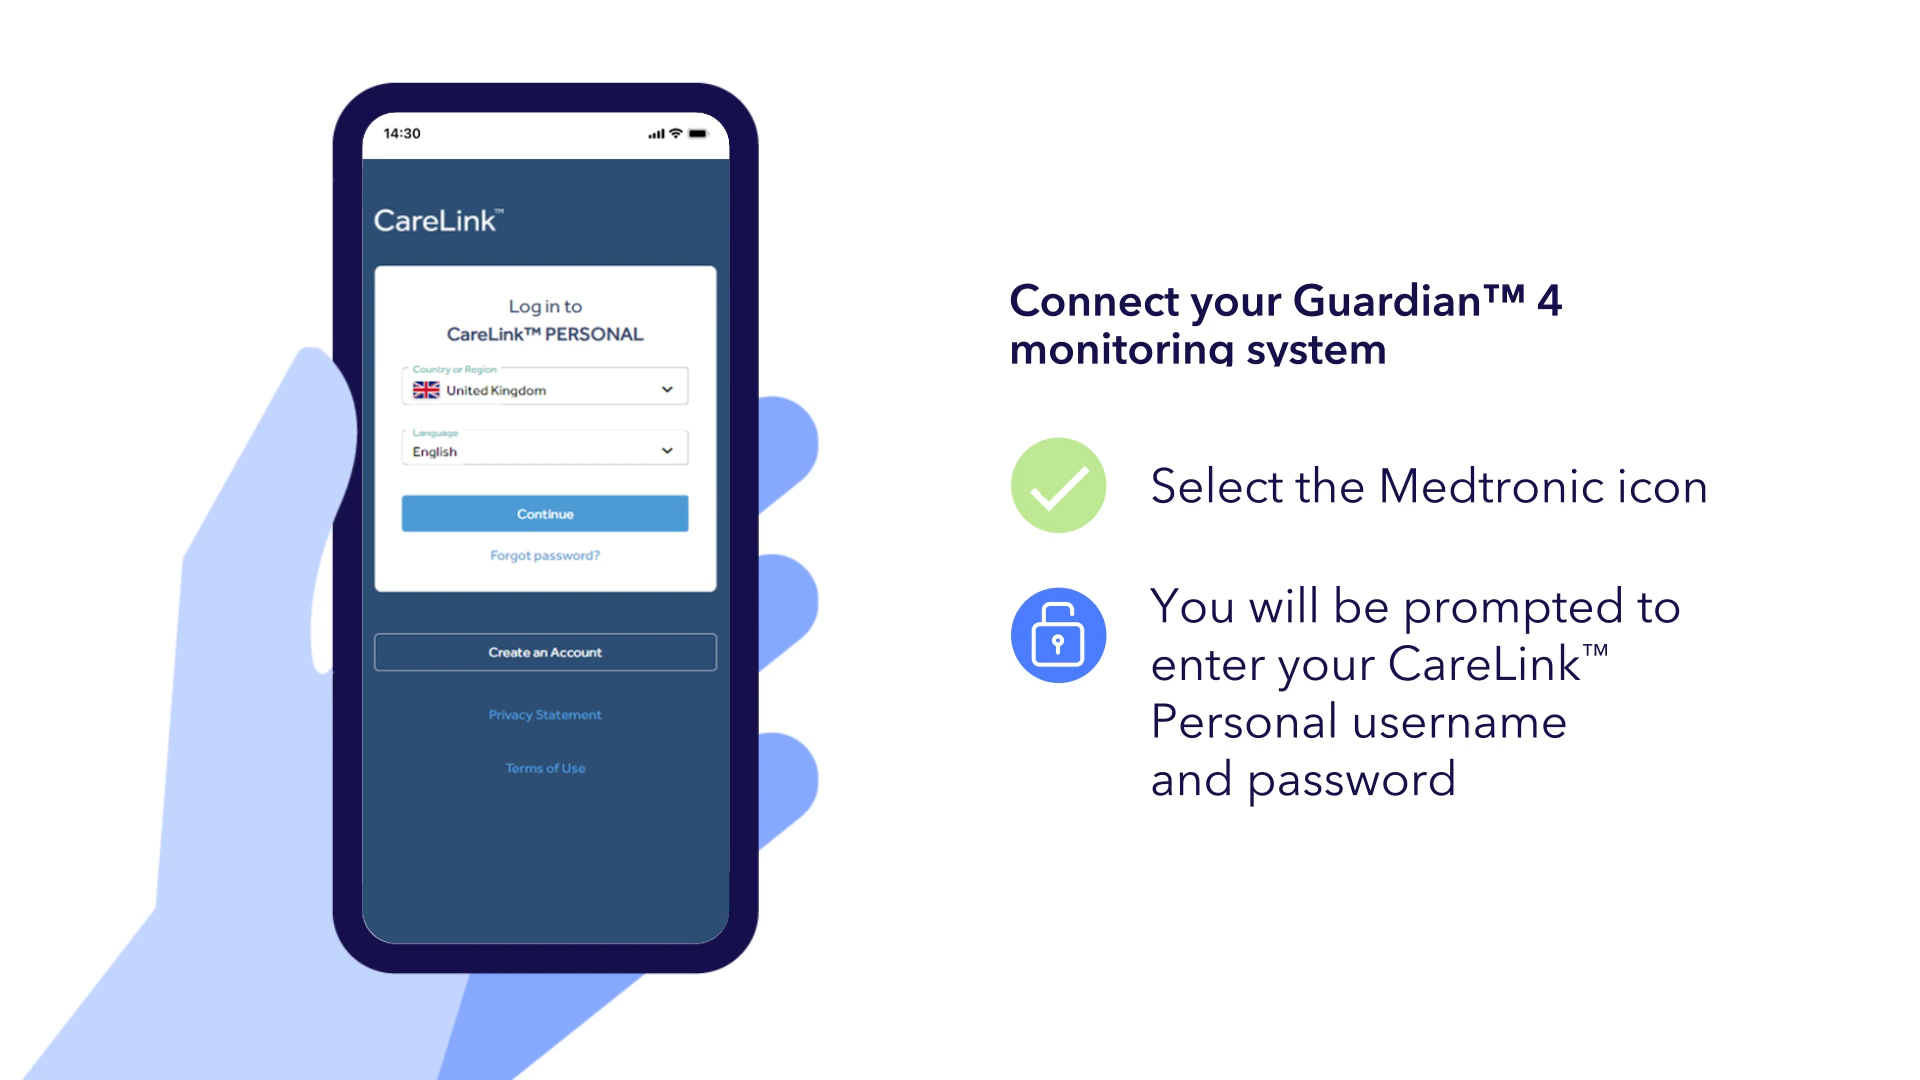 14:30
CareLink™
Log in to
CareLink™ PERSONAL
Country or Region
United Kingdom
Language
English
Continue
Forgot password?
Create an Account
Privacy Statement
Terms of Use
Connect your Guardian™ 4
monitoring system
Select the Medtronic icon
You will be prompted to
enter your CareLink™
Personal username
and password